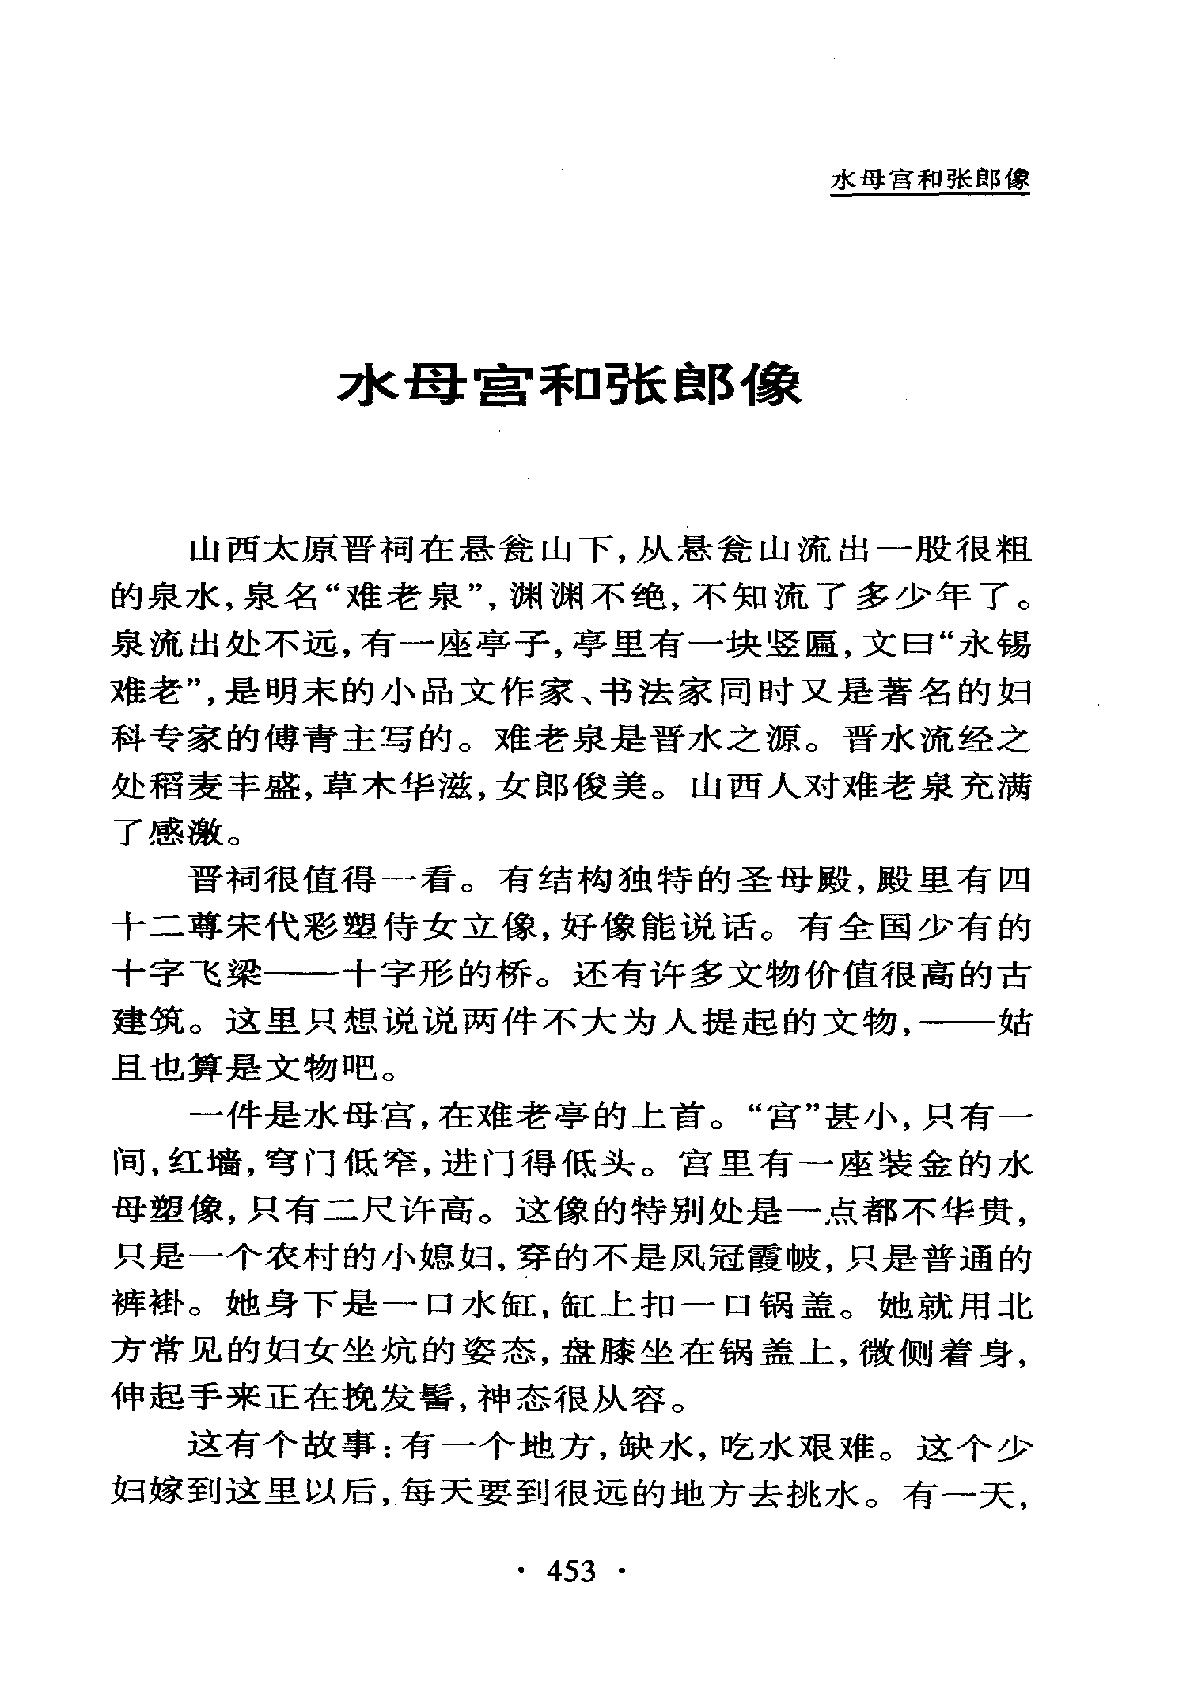 水母宫和张郎像
水母宫和张郎像
山西太原晋祠在悬瓮山下,从悬瓮山流出一股很粗
的泉水,泉名“难老泉”,渊渊不绝,不知流了多少年了。
泉流出处不远,有一座亭子,亭里有一块竖匾,文曰“永锡
难老”,是明末的小品文作家、书法家同时又是著名的妇
科专家的傅青主写的。难老泉是晋水之源。晋水流经之
处稻麦丰盛,草木华滋,女郎俊美。山西人对难老泉充满
了感激。
晋祠很值得一看。有结构独特的圣母殿,殿里有四
十二尊宋代彩塑侍女立像,好像能说话。有全国少有的
十字飞梁——十字形的桥。还有许多文物价值很高的古
建筑。这里只想说说两件不大为人提起的文物,——姑
且也算是文物吧。
一件是水母宫,在难老亭的上首。“宫”甚小,只有一
间,红墙,穹门低窄,进门得低头。宫里有一座装金的水
母塑像,只有二尺许高。这像的特别处是一点都不华贵,
只是一个农村的小媳妇,穿的不是凤冠霞帔,只是普通的
裤褂。她身下是一口水缸,缸上扣一口锅盖。她就用北
方常见的妇女坐炕的姿态,盘膝坐在锅盖上,微侧着身,
伸起手来正在挽发髻,神态很从容。
这有个故事:有一个地方,缺水,吃水艰难。这个少
妇嫁到这里以后,每天要到很远的地方去挑水。有一天,
· 453 ·